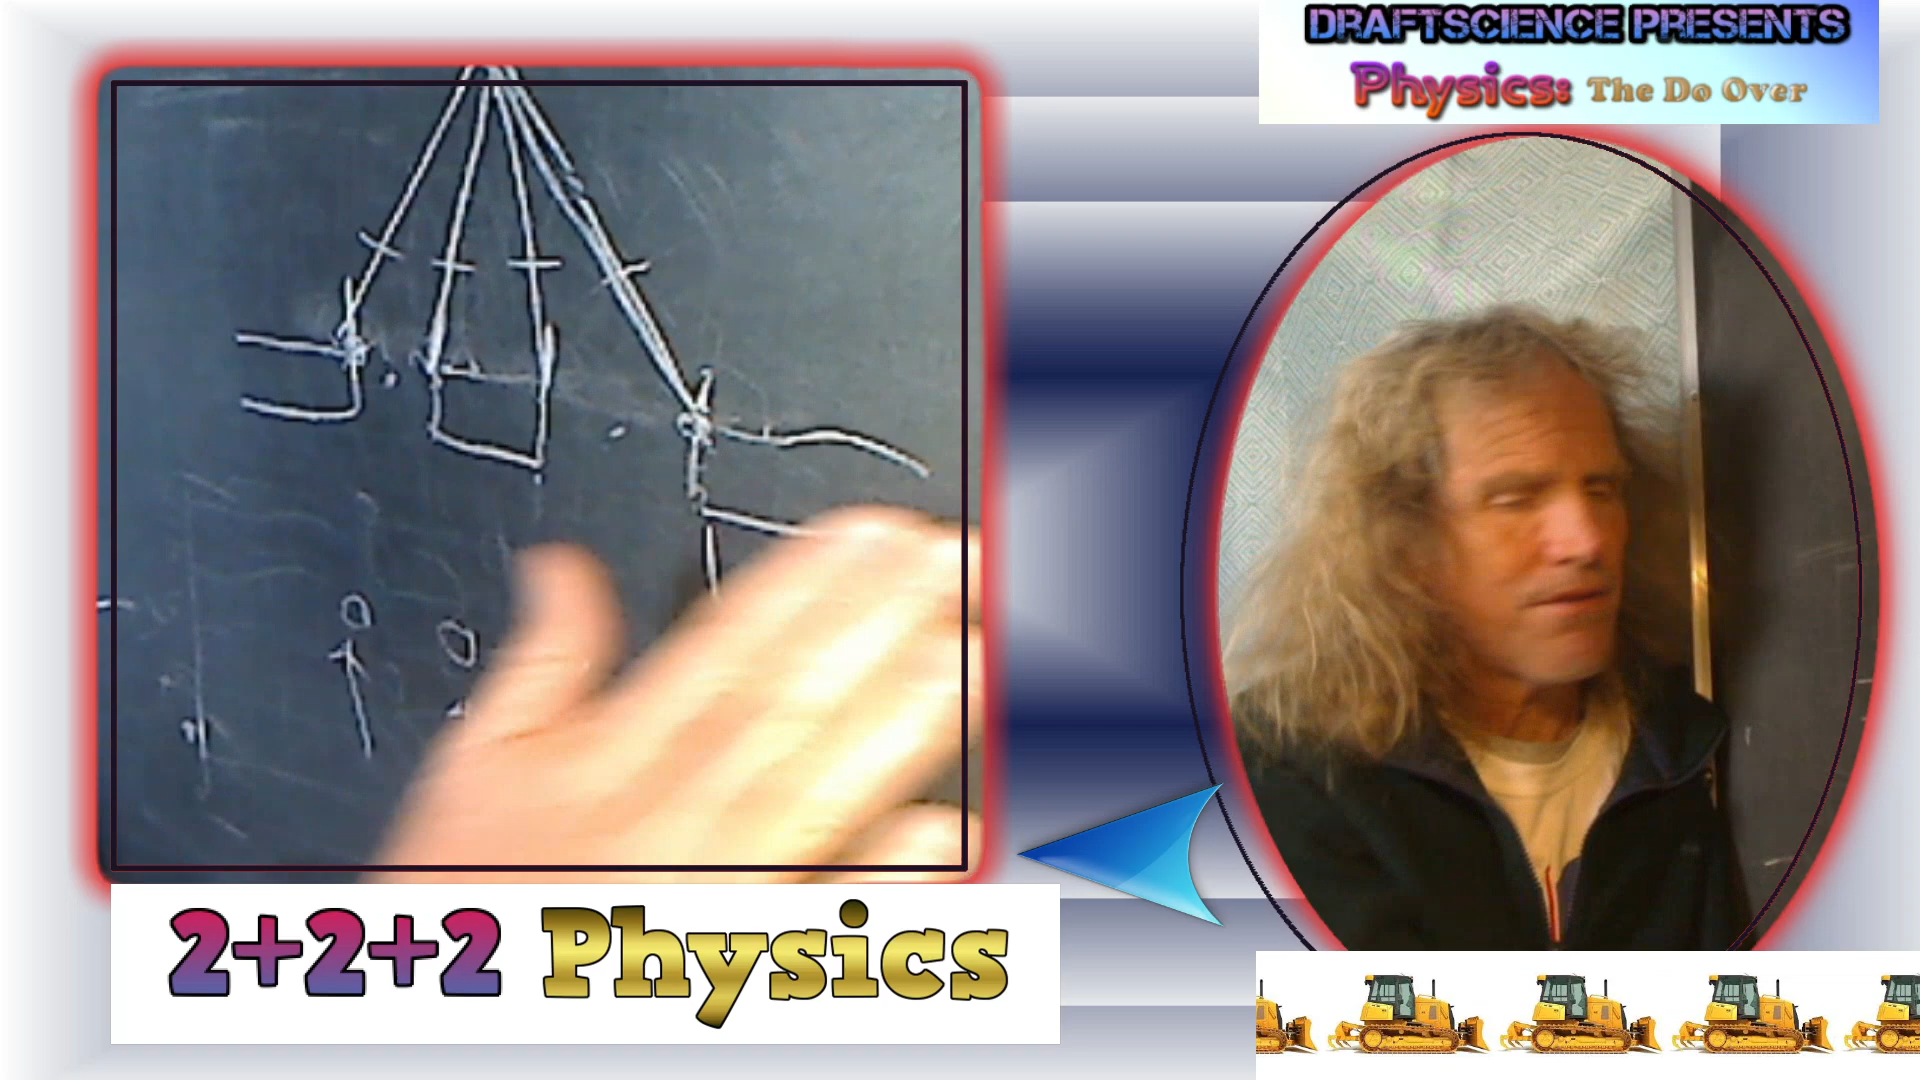 DRAFTSCIENCE PRESENTS
Physics: The Do Over
2+2+2 Physics